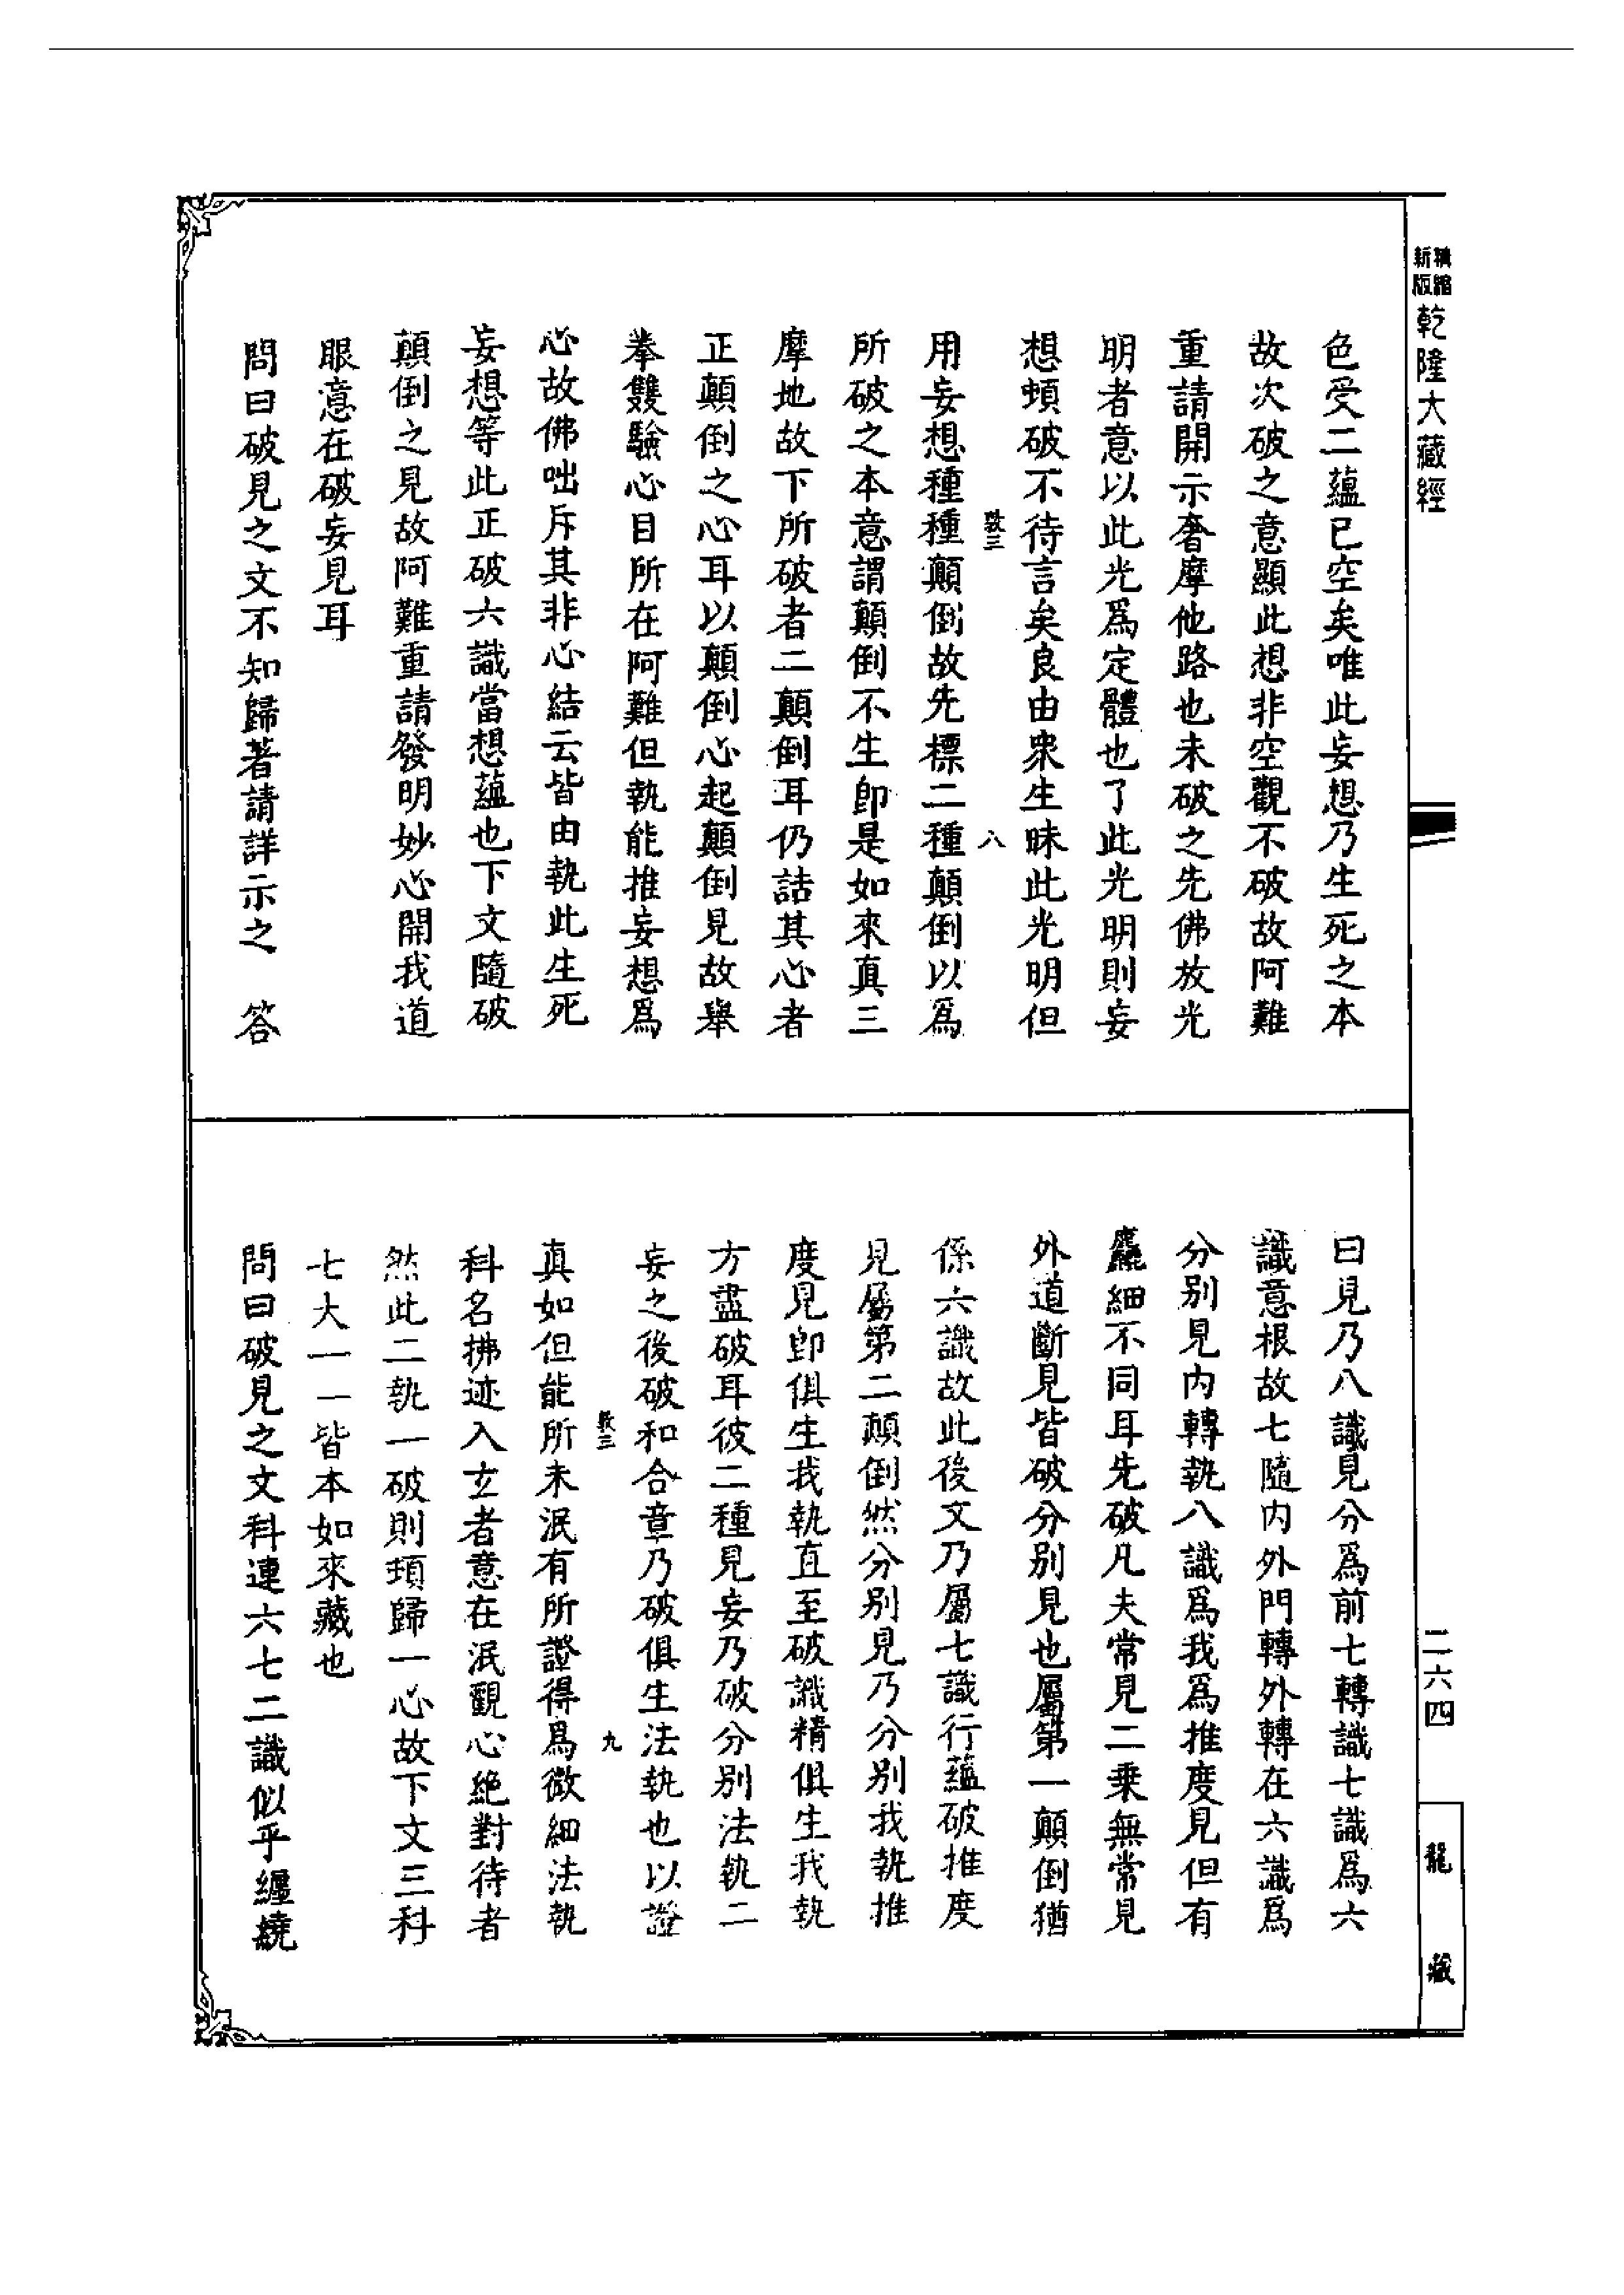 精縮
新版
乾隆大藏經
色受二蘊已空矣唯此妄想乃生死之本
故次破之意顯此想非空觀不破故阿難
重請開示奢摩他路也未破之先佛放光
明者意以此光爲定體也了此光明則妄
想頓破不待言矣良由衆生昧此光明但
敦三
八
用妄想種種顛倒故先標二種顛倒以爲
所破之本意謂顛倒不生即是如來真三
摩地故下所破者二顛倒耳仍詰其心者
正顛倒之心耳以顛倒心起顛倒見故舉
拳雙驗心目所在阿難但執能推妄想爲
心故佛咄斥其非心結云皆由執此生死
妄想等此正破六識當想蘊也下文隨破
顛倒之見故阿難重請發明妙心開我道
眼意在破妄見耳
問曰破見之文不知歸著請詳示之　答
曰見乃八識見分爲前七轉識七識爲六
識意根故七隨內外門轉外轉在六識爲
分別見內轉執八識爲我爲推度見但有
麤細不同耳先破凡夫常見二乘無常見
外道斷見皆破分別見也屬第一顛倒猶
係六識故此後文乃屬七識行蘊破推度
見屬第二顛倒然分別見乃分別我執推
度見即俱生我執直至破識精俱生我執
方盡破耳彼二種見妄乃破分別法執二
妄之後破和合章乃破俱生法執也以證
敦三
九
真如但能所未泯有所證得爲微細法執
科名拂迹入玄者意在泯觀心絕對待者
然此二執一破則頓歸一心故下文三科
七大一一皆本如來藏也
問曰破見之文科連六七二識似乎纏繞
二六四
龍藏